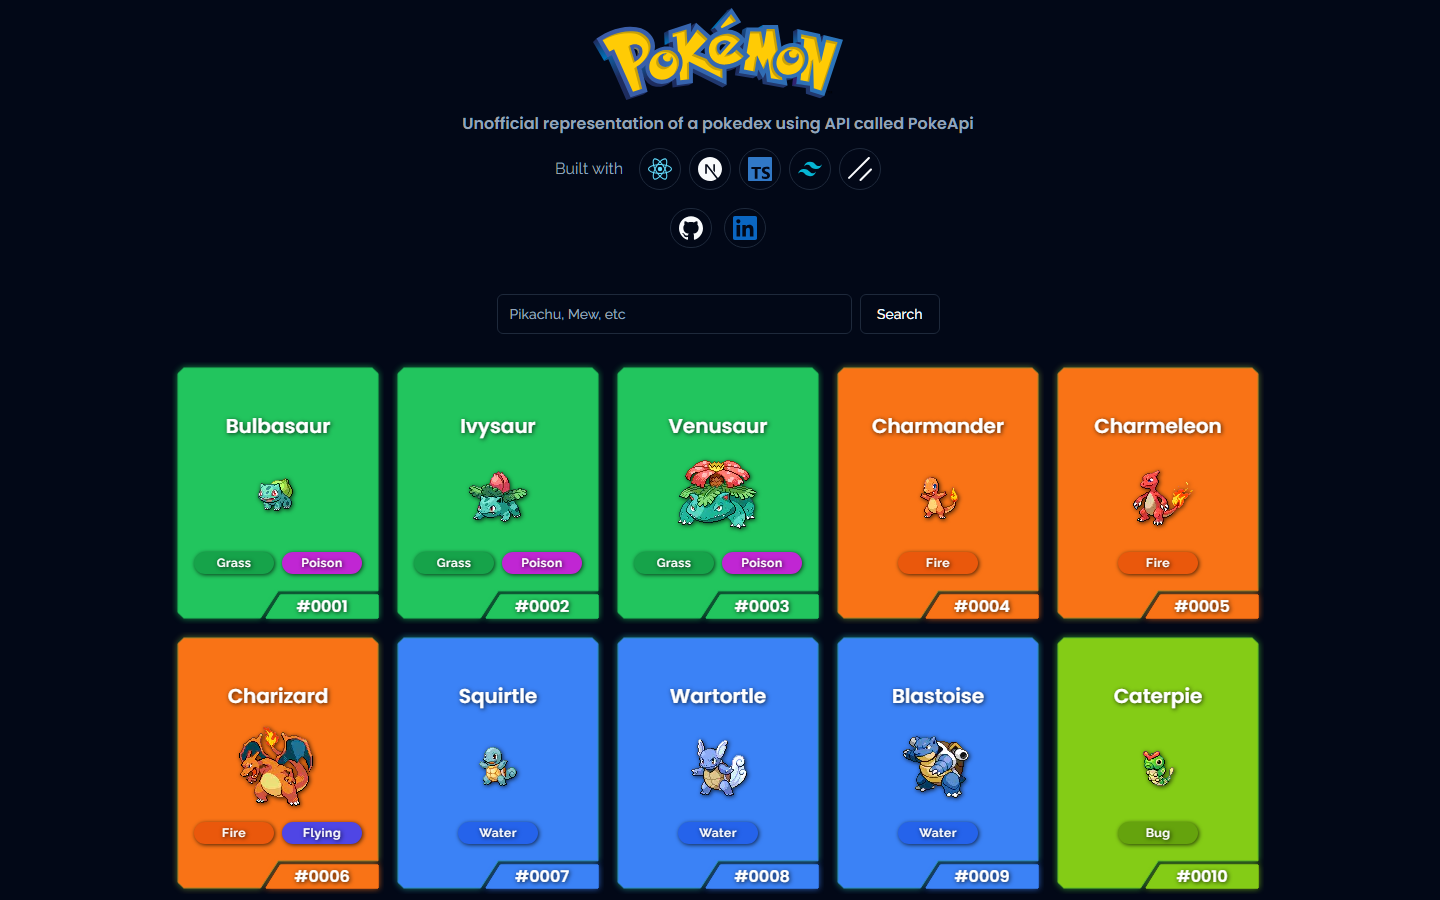 POKéMON
Unofficial representation of a pokedex using API called PokeApi
Built with
N
TS
in
Pikachu, Mew, etc
Search
Bulbasaur
Ivysaur
Venusaur
Charmander
Charmeleon
Grass
Poison
Grass
Poison
Grass
Poison
Fire
Fire
#0001
#0002
#0003
#0004
#0005
Charizard
Squirtle
Wartortle
Blastoise
Caterpie
Fire
Flying
Water
Water
Water
Bug
#0006
#0007
#0008
#0009
#0010